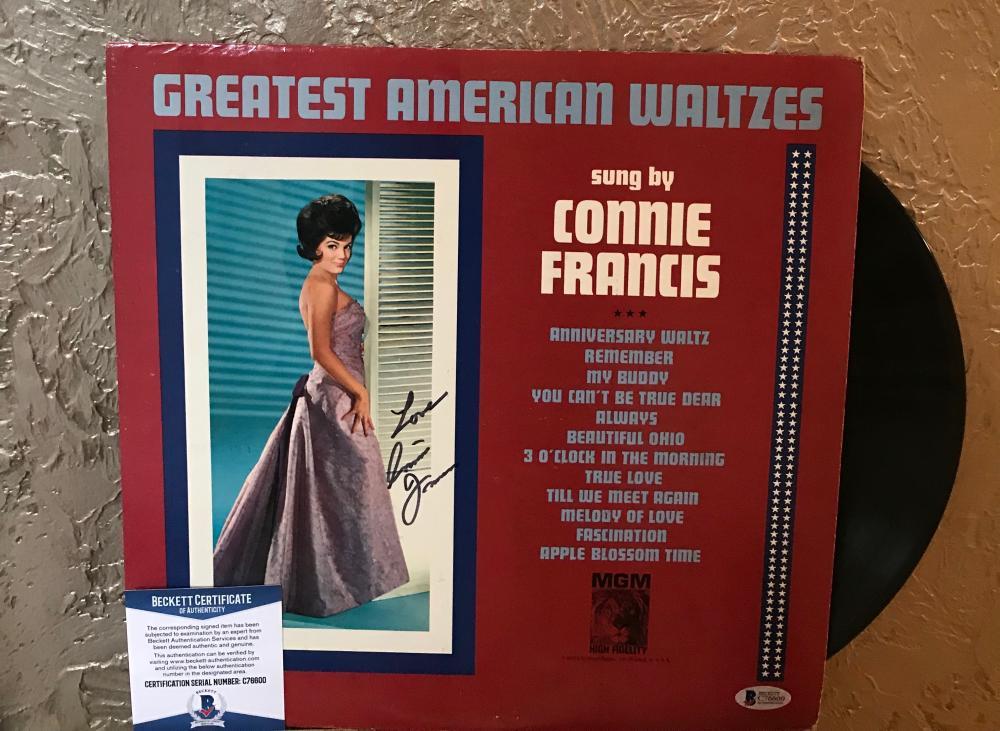 GREATEST AMERICAN WALTZES
sung by
CONNIE
FRANCIS
★★★
ANNIVERSARY WALTZ
REMEMBER
MY BUDDY
YOU CAN'T BE TRUE DEAR
ALWAYS
BEAUTIFUL OHIO
3 O'CLOCK IN THE MORNING
TRUE LOVE
TILL WE MEET AGAIN
MELODY OF LOVE
FASCINATION
APPLE BLOSSOM TIME
MGM
HIGH FIDELITY
Love
BECKETT CERTIFICATE
OF AUTHENTICITY
The corresponding signed item has been
subjected to examination by an expert from
Beckett Authentication Services and has
been deemed authentic and genuine.
This authentication can be verified by
visiting www.beckett-authentication.com
and utilizing the below authentication
number in the designated area.
CERTIFICATION SERIAL NUMBER: C76600
BECKETT
B
BECKETT
C76600